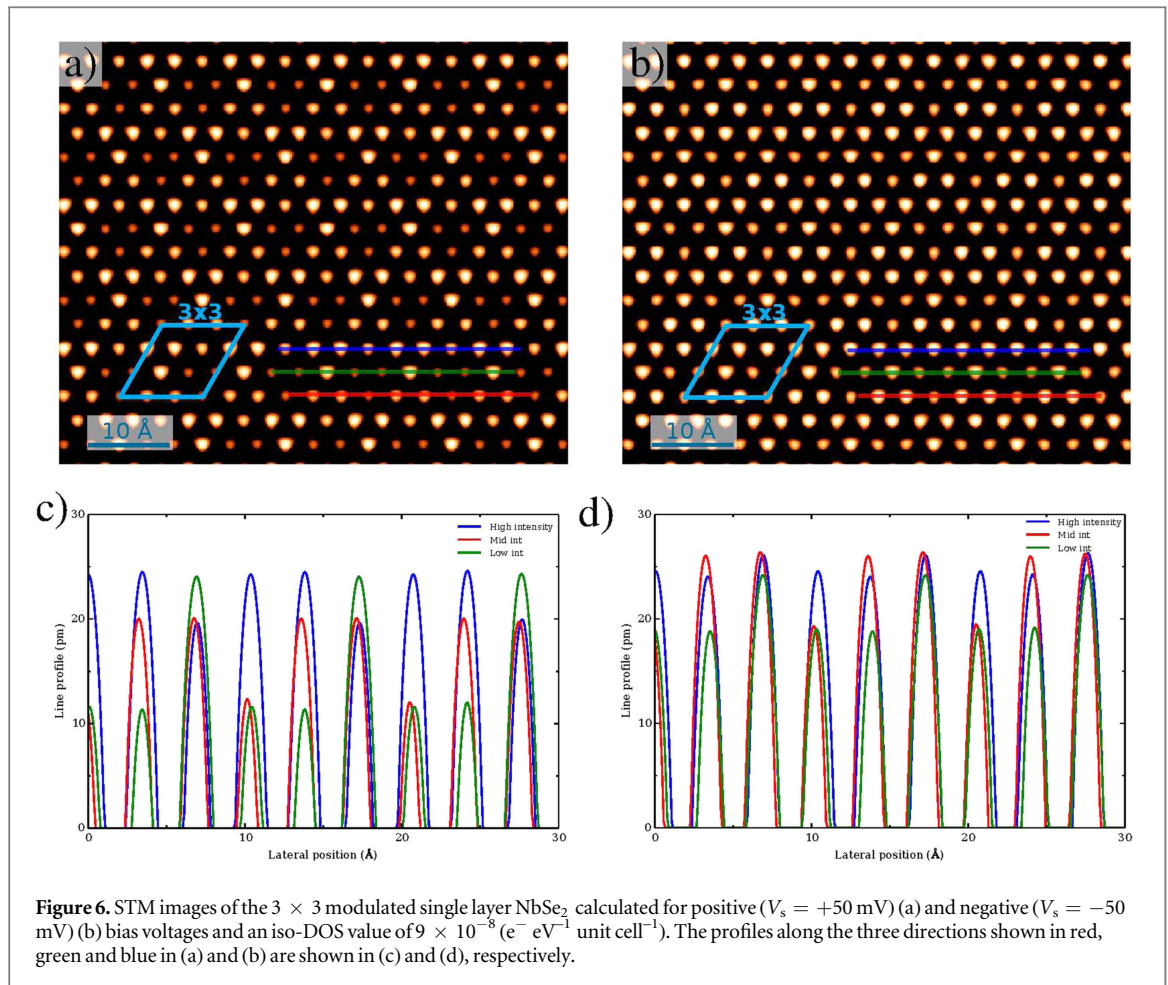 a)
b)
3x3
3x3
10 Å
10 Å
c)
d)
30
20
10
0
Line profile (pm)
High intensity
Mid int
Low int
0
10
20
30
Lateral position (Å)
30
20
10
0
Line profile (pm)
High intensity
Mid int
Low int
0
10
20
30
Lateral position (Å)
Figure 6. STM images of the 3 × 3 modulated single layer NbSe₂ calculated for positive (Vₛ = +50 mV) (a) and negative (Vₛ = −50
mV) (b) bias voltages and an iso-DOS value of 9 × 10⁻⁸ (e⁻ eV⁻¹ unit cell⁻¹). The profiles along the three directions shown in red,
green and blue in (a) and (b) are shown in (c) and (d), respectively.